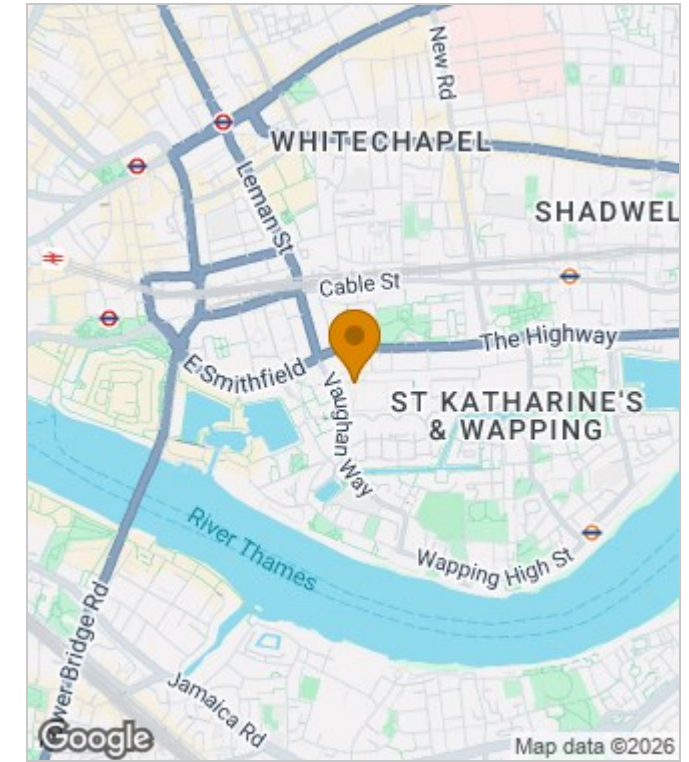 New Rd
WHITECHAPEL
Leman St
SHADWEL
Cable St
The Highway
E Smithfield
ST KATHARINE'S
& WAPPING
Vaughan Way
River Thames
Wapping High St
wer Bridge Rd
Jamaica Rd
Google
Map data ©2026